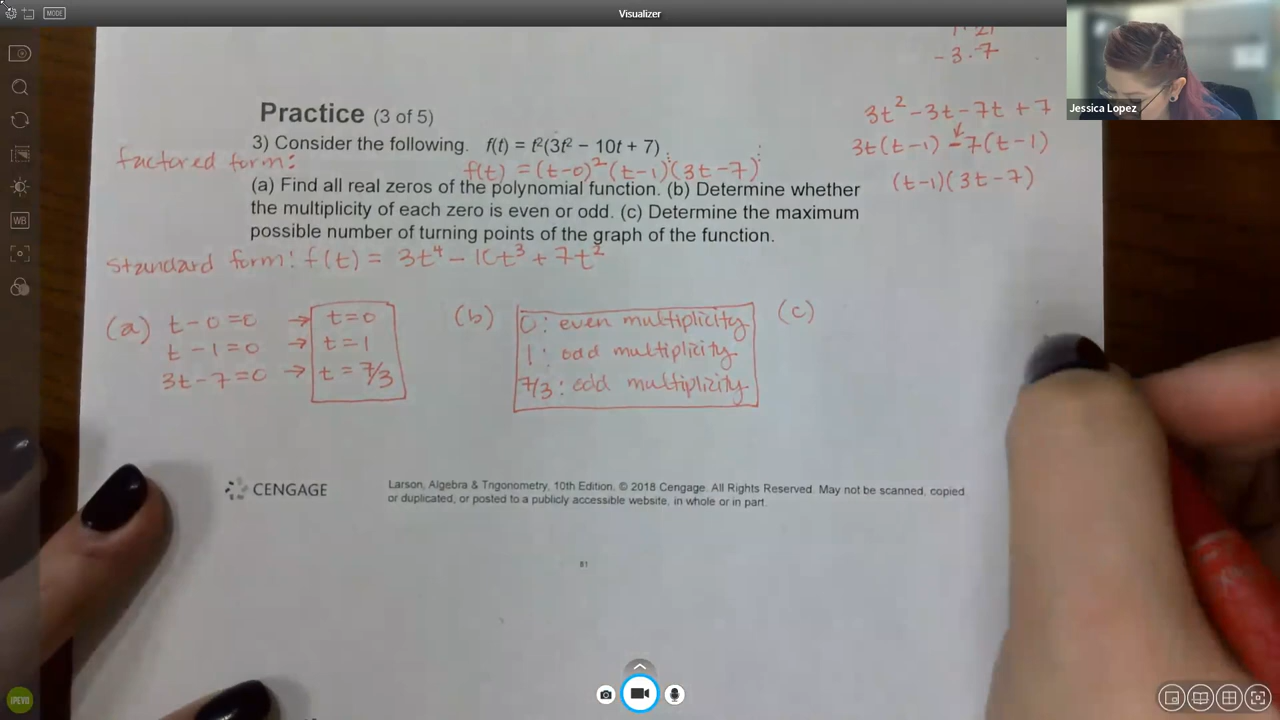 MODE
Visualizer
- 3 . 7
Jessica Lopez
Practice (3 of 5)
3t² - 3t - 7t + 7
3) Consider the following. f(t) = t²(3t² − 10t + 7)
3t(t-1) - 7(t-1)
factored form:
f(t) = (t-0)²(t-1)(3t-7)
(t-1)(3t-7)
(a) Find all real zeros of the polynomial function. (b) Determine whether
the multiplicity of each zero is even or odd. (c) Determine the maximum
possible number of turning points of the graph of the function.
standard form: f(t) = 3t⁴ - 10t³ + 7t²
(a) t-0=0 → t=0
t-1=0 → t=1
3t-7=0 → t=7/3
(b) 0: even multiplicity
1: odd multiplicity
7/3: odd multiplicity
(c)
CENGAGE
Larson, Algebra & Trigonometry, 10th Edition. © 2018 Cengage. All Rights Reserved. May not be scanned, copied
or duplicated, or posted to a publicly accessible website, in whole or in part.
81
WB
IPEVO